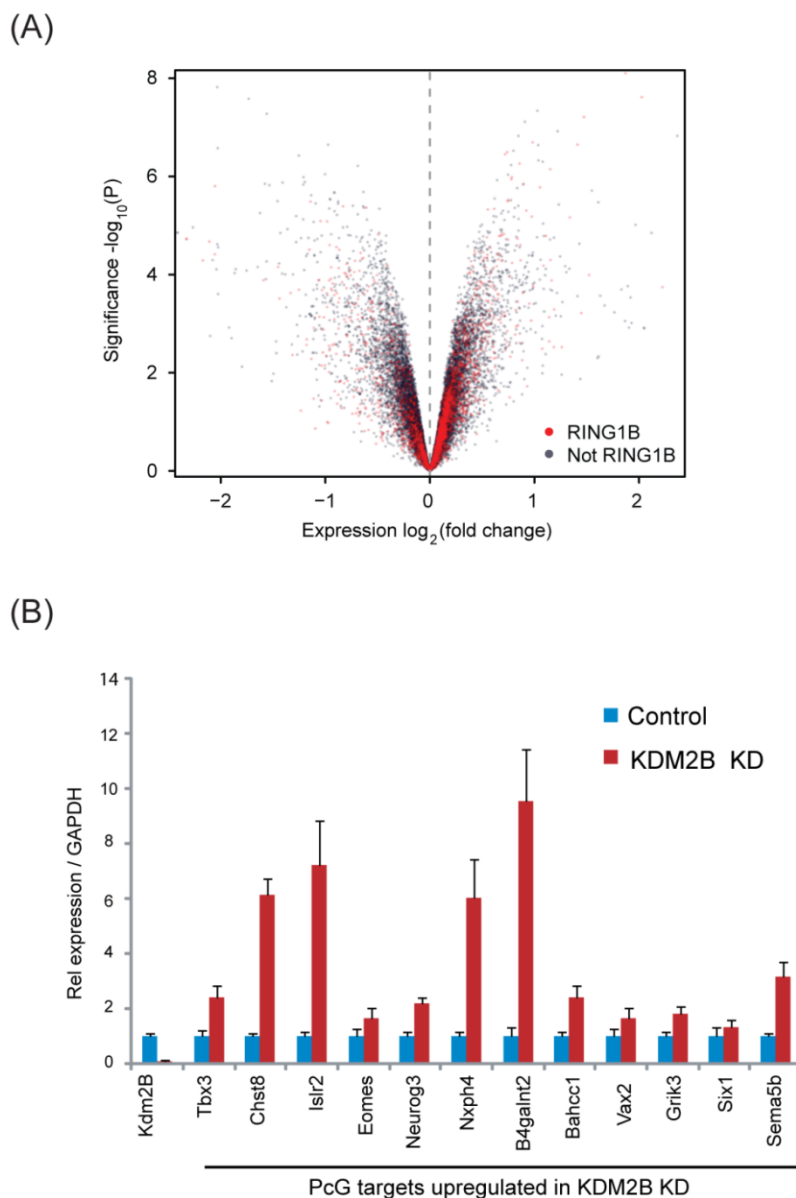 (A)
8
6
4
2
0
Significance -log10(P)
RING1B
Not RING1B
−2
−1
0
1
2
Expression log2(fold change)
(B)
14
12
10
8
6
4
2
0
Rel expression / GAPDH
Control
KDM2B KD
Kdm2B
Tbx3
Chst8
Islr2
Eomes
Neurog3
Nxph4
B4galnt2
Bahcc1
Vax2
Grik3
Six1
Sema5b
PcG targets upregulated in KDM2B KD